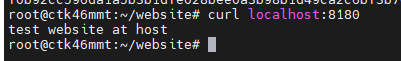 root@ctk46mmt:~/website# curl localhost:8180
test website at host
root@ctk46mmt:~/website#